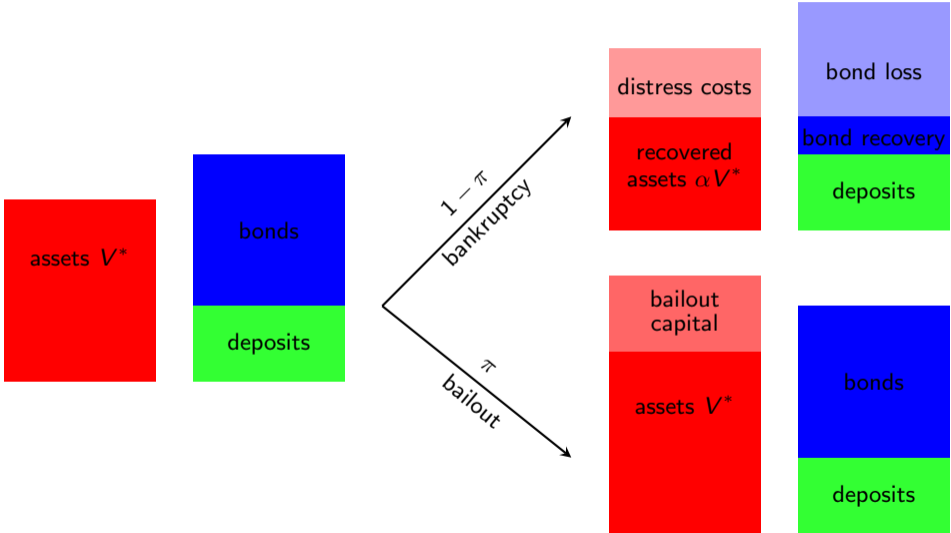 assets V*
bonds
deposits
1 − π
bankruptcy
π
bailout
distress costs
recovered
assets αV*
bond loss
bond recovery
deposits
bailout
capital
assets V*
bonds
deposits